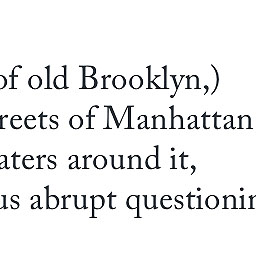 of old Brooklyn,)
reets of Manhattan
aters around it,
us abrupt questionin